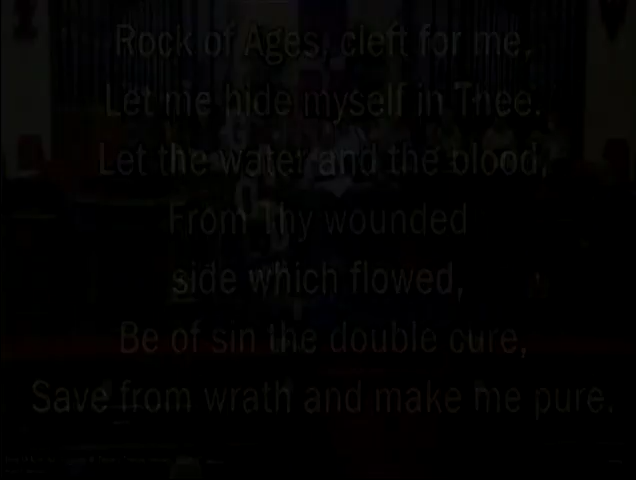 Rock of Ages, cleft for me,
Let me hide myself in Thee.
Let the water and the blood,
From Thy wounded
side which flowed,
Be of sin the double cure,
Save from wrath and make me pure.